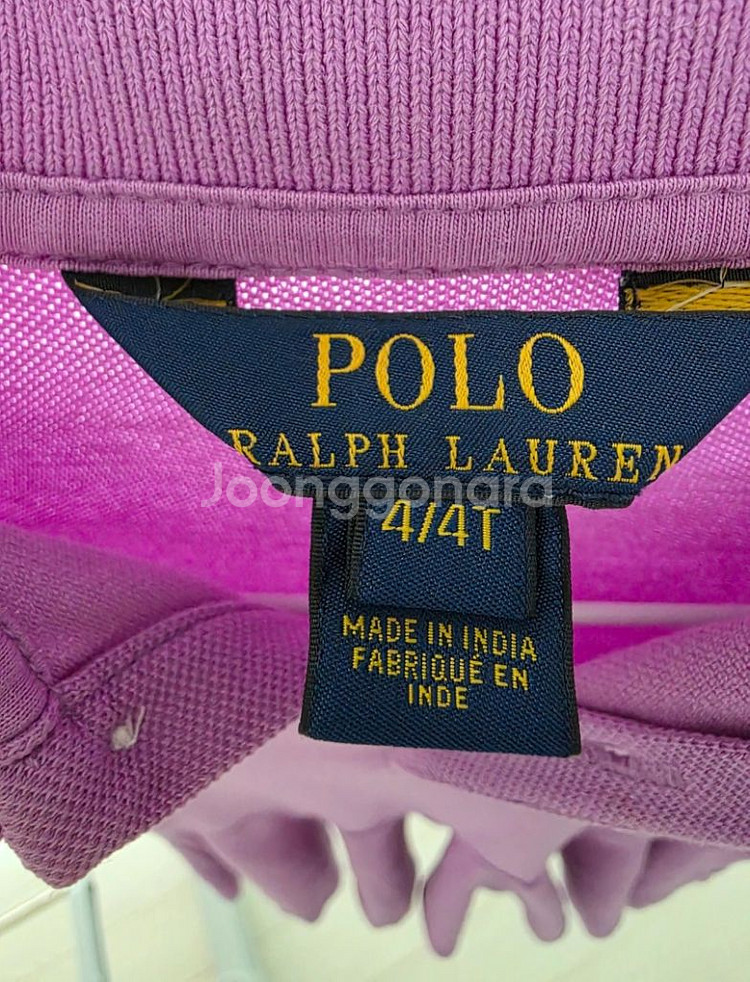 POLO
RALPH LAUREN
Joonggonara
4/4T
MADE IN INDIA
FABRIQUÉ EN
INDE